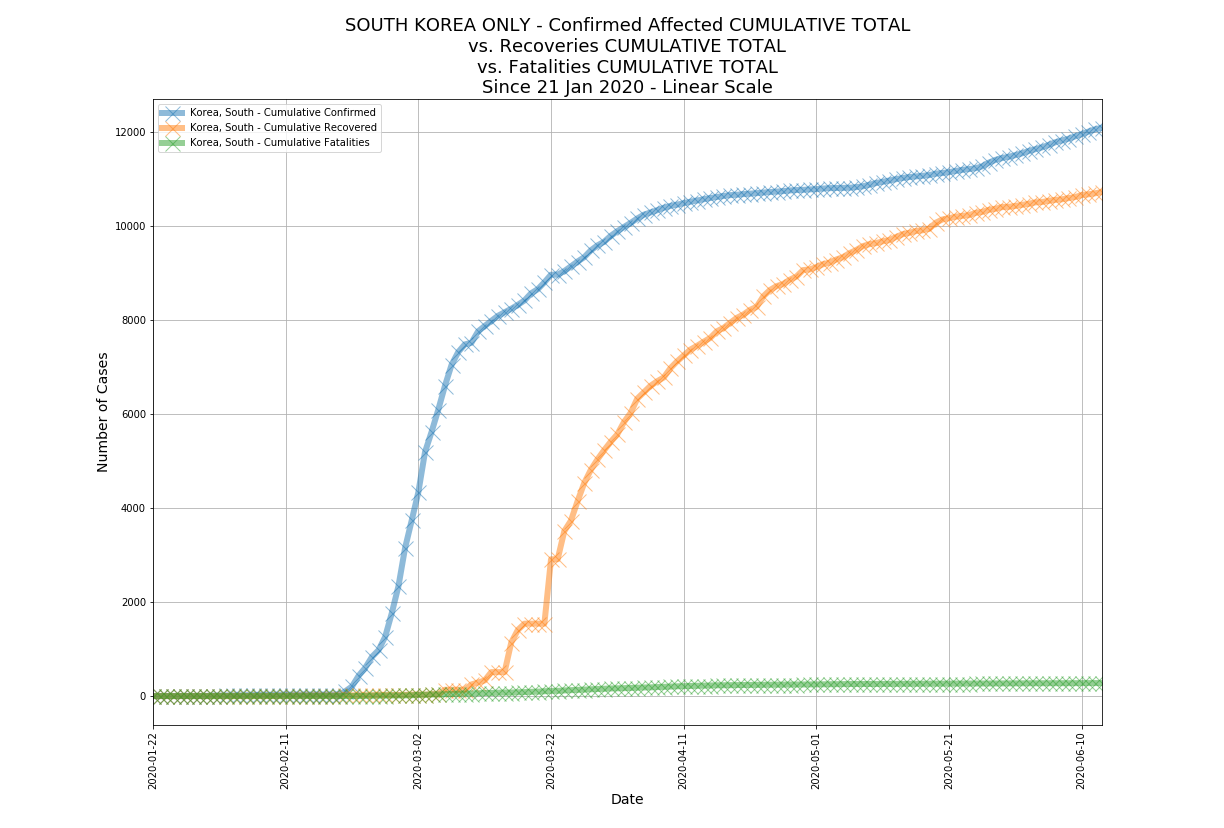 SOUTH KOREA ONLY - Confirmed Affected CUMULATIVE TOTAL
vs. Recoveries CUMULATIVE TOTAL
vs. Fatalities CUMULATIVE TOTAL
Since 21 Jan 2020 - Linear Scale
Korea, South - Cumulative Confirmed
Korea, South - Cumulative Recovered
Korea, South - Cumulative Fatalities
Number of Cases
12000
10000
8000
6000
4000
2000
0
2020-01-22
2020-02-11
2020-03-02
2020-03-22
2020-04-11
2020-05-01
2020-05-21
2020-06-10
Date